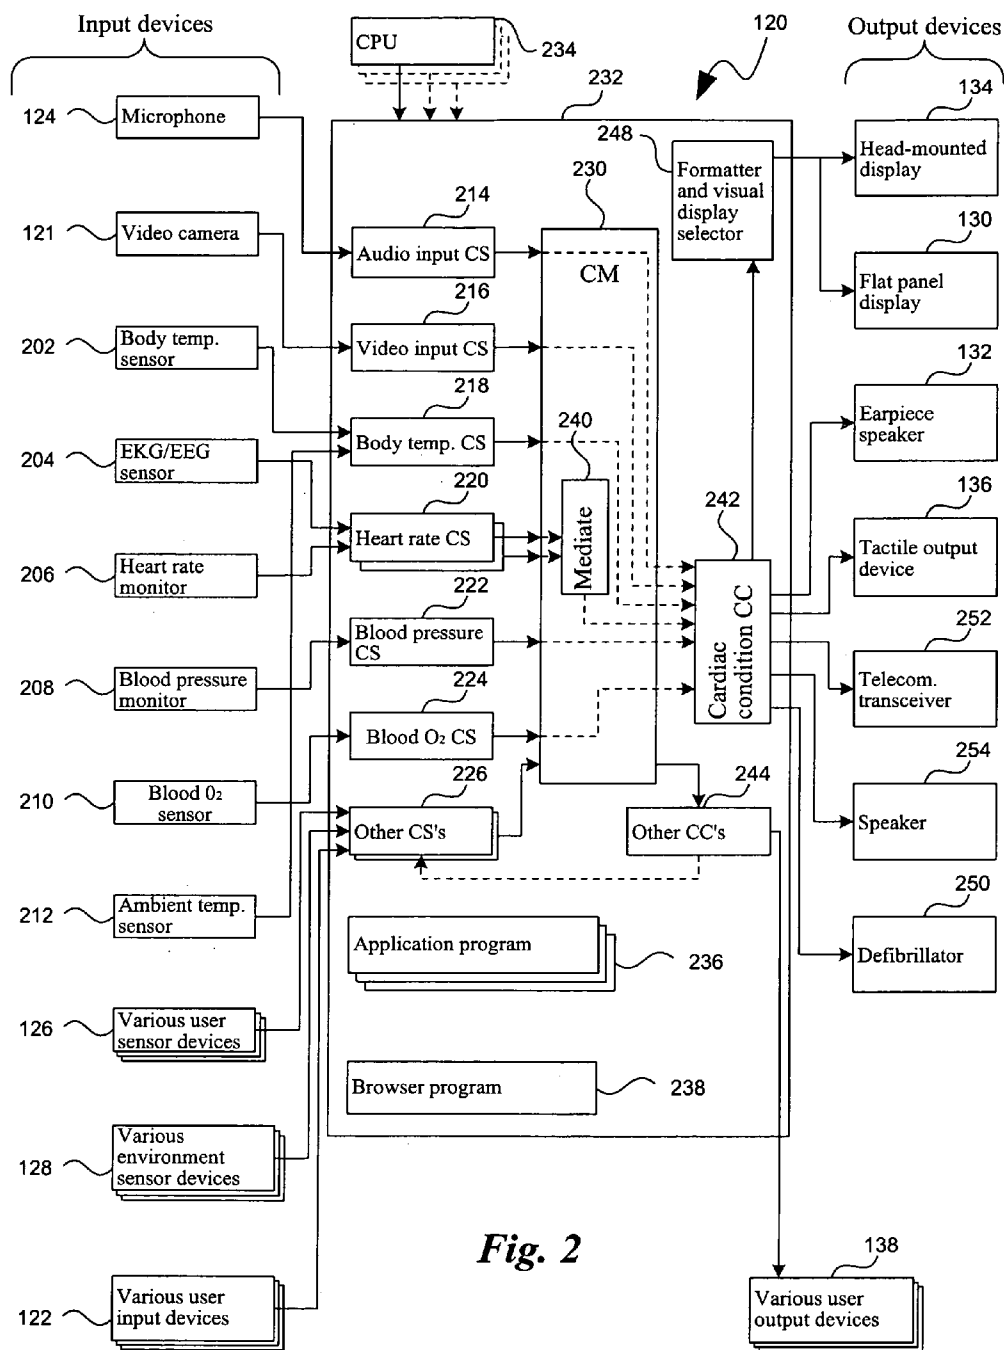 Input devices
CPU
234
120
Output devices
232
124
Microphone
134
248
Head-mounted
display
Formatter
and visual
display
selector
230
214
121
Video camera
Audio input CS
CM
130
Flat panel
display
216
202
Body temp.
sensor
Video input CS
132
218
Earpiece
speaker
240
204
EKG/EEG
sensor
Body temp. CS
220
242
136
Heart rate CS
Mediate
Tactile output
device
206
Heart rate
monitor
222
Cardiac
condition CC
252
Blood pressure
CS
208
Blood pressure
monitor
Telecom.
transceiver
224
Blood O₂ CS
254
210
Blood 0₂
sensor
226
244
Other CS's
Other CC's
Speaker
212
Ambient temp.
sensor
250
Application program
236
Defibrillator
126
Various user
sensor devices
Browser program
238
128
Various
environment
sensor devices
Fig. 2
138
122
Various user
input devices
Various user
output devices